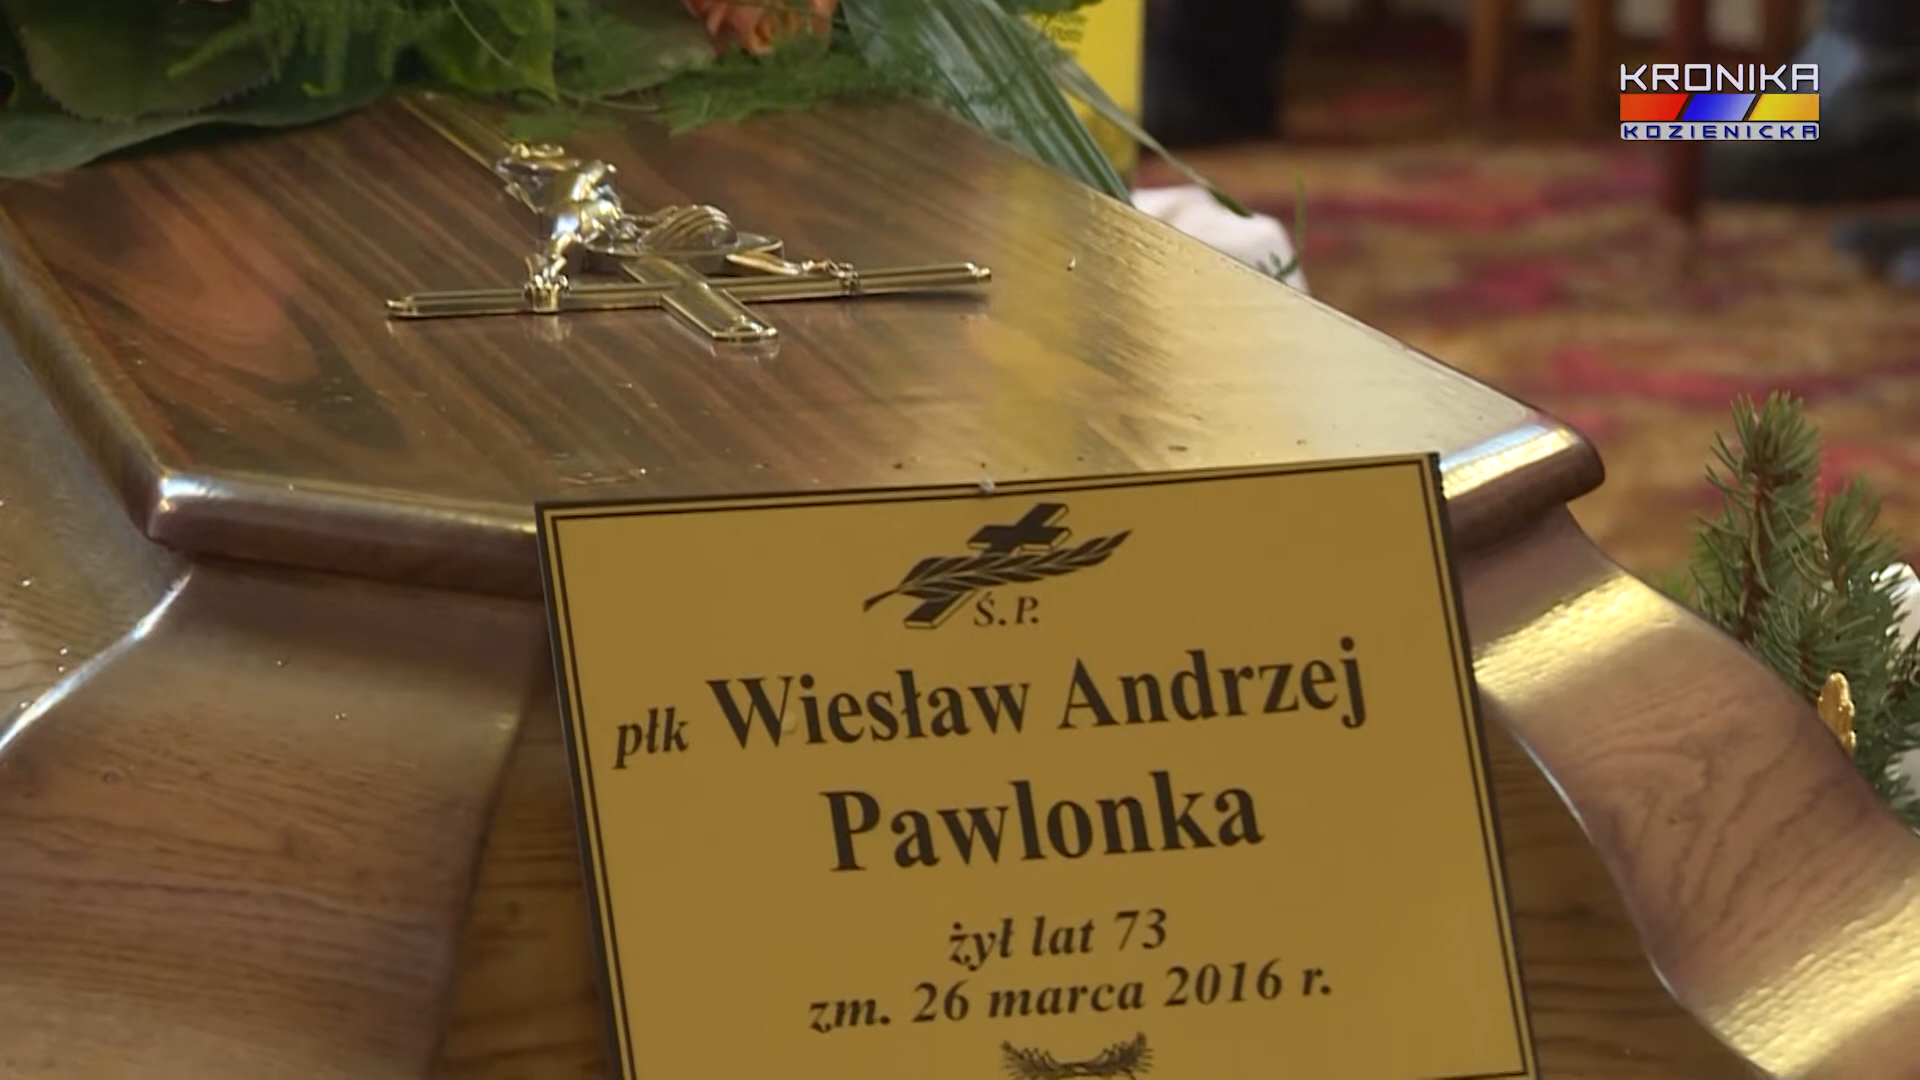 KRONIKA
KOZIENICKA
Ś.P.
płk Wiesław Andrzej
Pawlonka
żył lat 73
zm. 26 marca 2016 r.